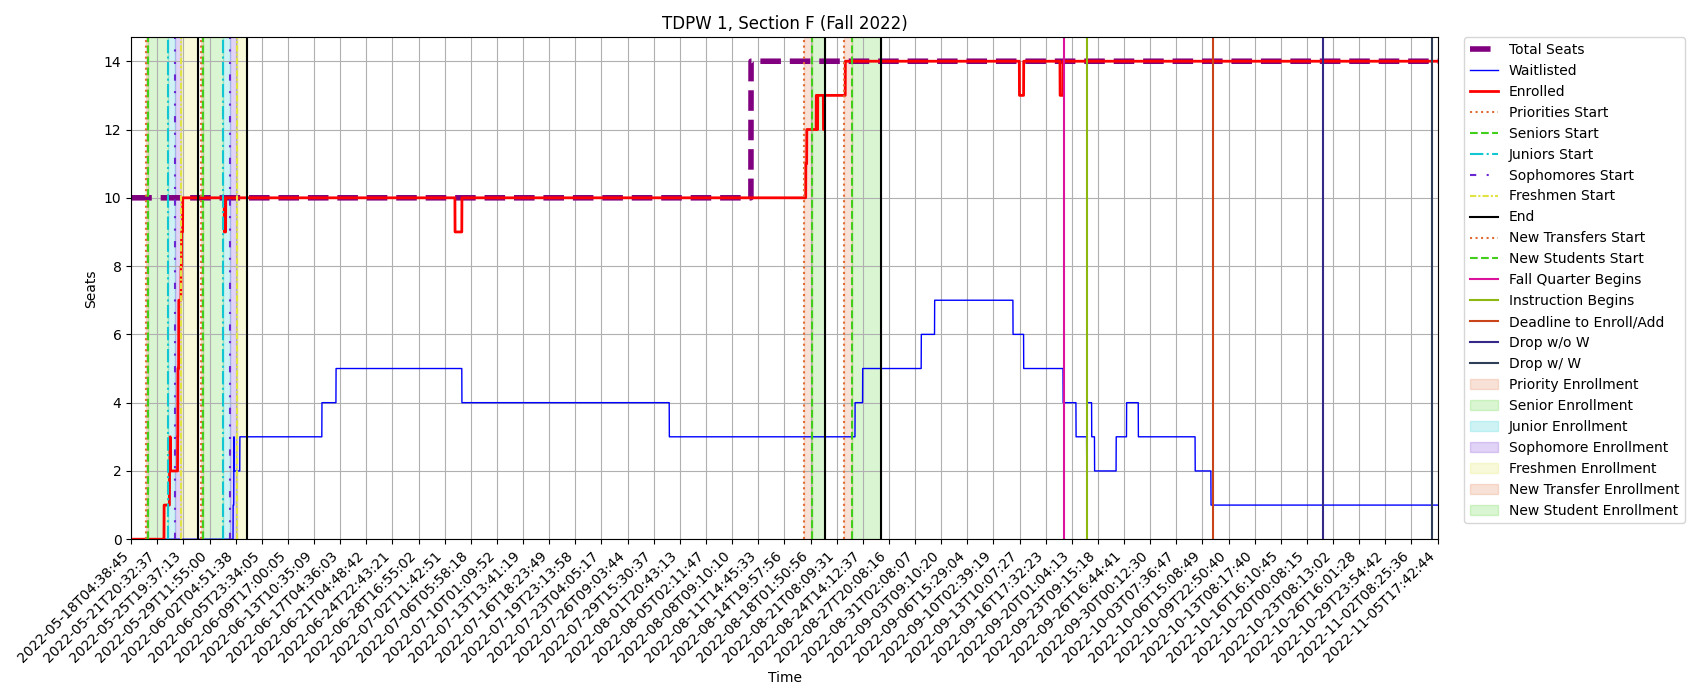 TDPW 1, Section F (Fall 2022)
Seats
14
12
10
8
6
4
2
0
2022-05-18T04:38:45
2022-05-21T20:32:37
2022-05-25T19:37:13
2022-05-29T11:55:00
2022-06-02T04:51:38
2022-06-05T23:34:05
2022-06-09T17:00:05
2022-06-13T10:35:09
2022-06-17T04:36:03
2022-06-21T04:48:42
2022-06-24T22:43:21
2022-06-28T16:55:02
2022-07-02T11:42:51
2022-07-06T05:58:18
2022-07-10T01:09:52
2022-07-13T13:41:19
2022-07-16T18:23:49
2022-07-19T23:13:58
2022-07-23T04:05:17
2022-07-26T09:03:44
2022-07-29T15:30:37
2022-08-01T20:43:13
2022-08-05T02:11:47
2022-08-08T09:10:10
2022-08-11T14:45:33
2022-08-14T19:57:56
2022-08-18T01:50:56
2022-08-21T08:09:31
2022-08-24T14:12:37
2022-08-27T20:08:16
2022-08-31T02:08:07
2022-09-03T09:10:20
2022-09-06T15:29:04
2022-09-10T02:39:19
2022-09-13T10:07:27
2022-09-16T17:32:23
2022-09-20T01:04:13
2022-09-23T09:15:18
2022-09-26T16:44:41
2022-09-30T00:12:30
2022-10-03T07:36:47
2022-10-06T15:08:49
2022-10-09T22:50:40
2022-10-13T08:17:40
2022-10-16T16:10:45
2022-10-20T00:08:15
2022-10-23T08:13:02
2022-10-26T16:01:28
2022-10-29T23:54:42
2022-11-02T08:25:36
2022-11-05T17:42:44
Time
Total Seats
Waitlisted
Enrolled
Priorities Start
Seniors Start
Juniors Start
Sophomores Start
Freshmen Start
End
New Transfers Start
New Students Start
Fall Quarter Begins
Instruction Begins
Deadline to Enroll/Add
Drop w/o W
Drop w/ W
Priority Enrollment
Senior Enrollment
Junior Enrollment
Sophomore Enrollment
Freshmen Enrollment
New Transfer Enrollment
New Student Enrollment